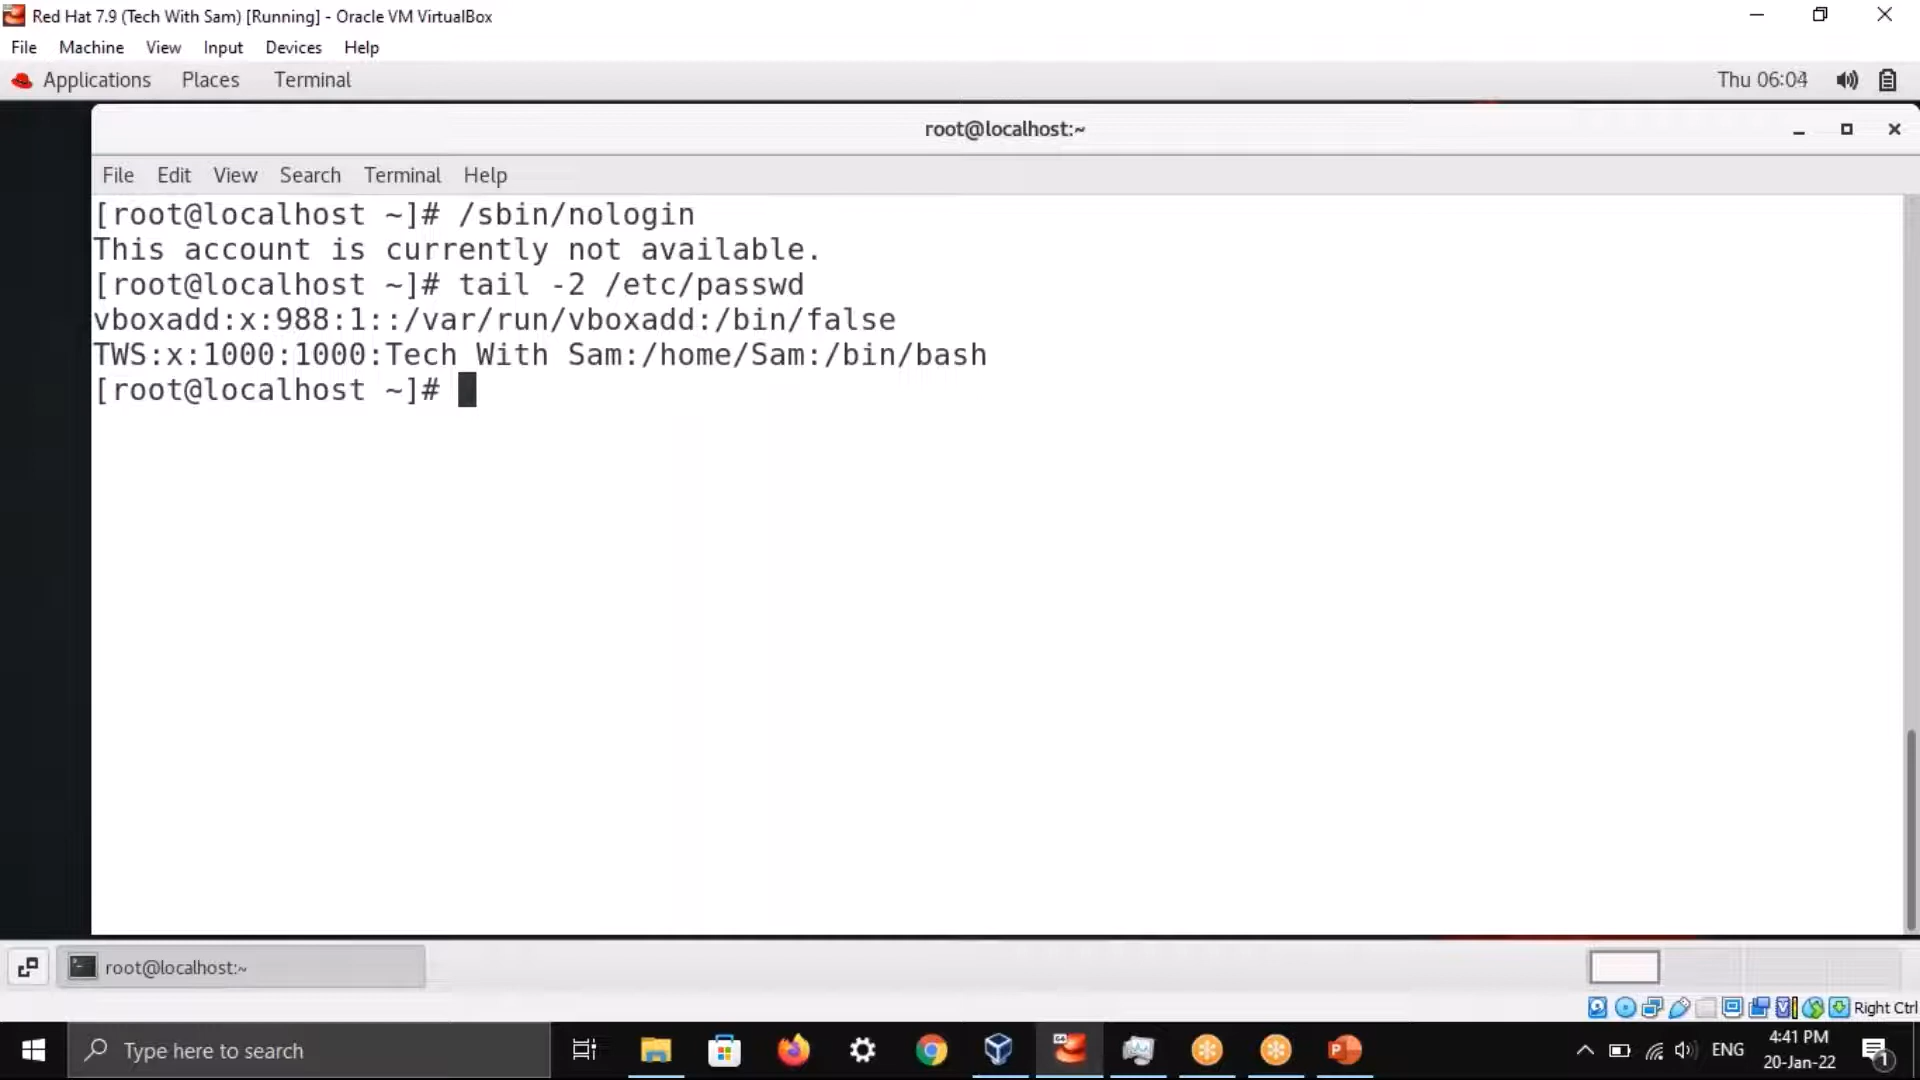 Red Hat 7.9 (Tech With Sam) [Running] - Oracle VM VirtualBox
File Machine View Input Devices Help
Applications Places Terminal Thu 06:04
root@localhost:~
File Edit View Search Terminal Help
[root@localhost ~]# /sbin/nologin
This account is currently not available.
[root@localhost ~]# tail -2 /etc/passwd
vboxadd:x:988:1::/var/run/vboxadd:/bin/false
TWS:x:1000:1000:Tech With Sam:/home/Sam:/bin/bash
[root@localhost ~]#
root@localhost:~
Right Ctrl
Type here to search
ENG
4:41 PM
20-Jan-22
1